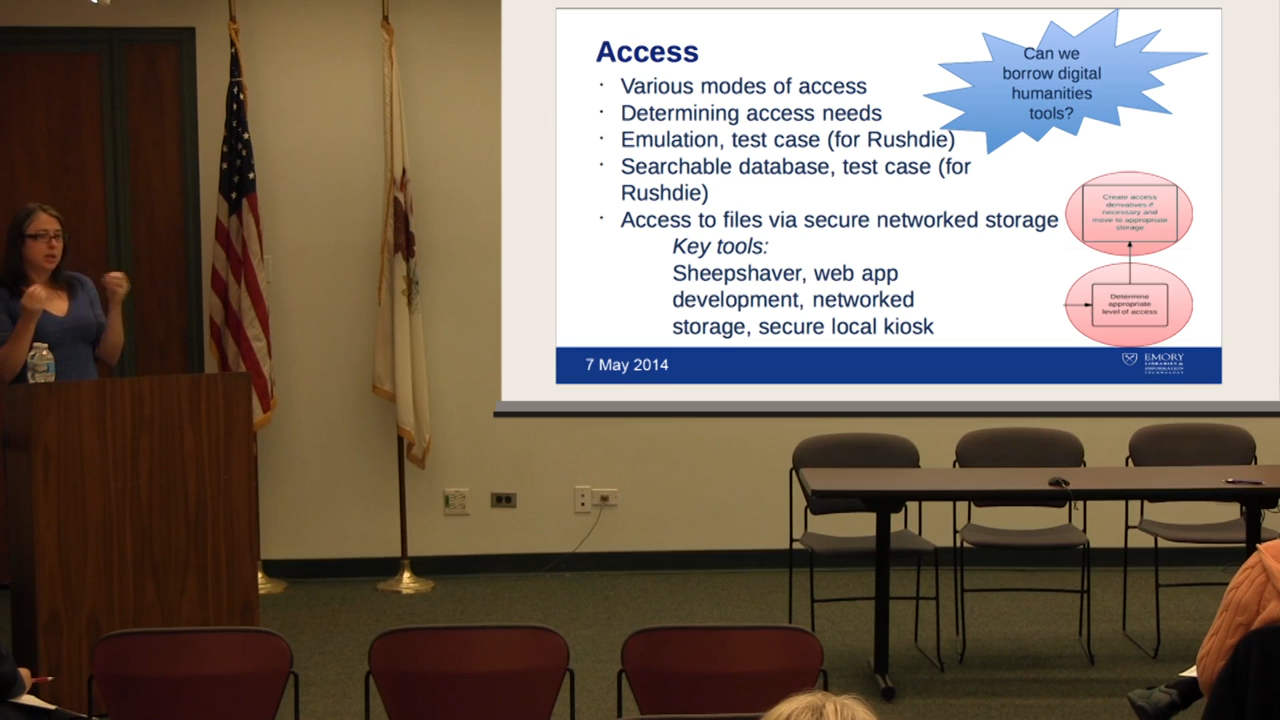 Access
· Various modes of access
· Determining access needs
· Emulation, test case (for Rushdie)
· Searchable database, test case (for
Rushdie)
· Access to files via secure networked storage
Key tools:
Sheepshaver, web app
development, networked
storage, secure local kiosk
Can we
borrow digital
humanities
tools?
Create access
derivatives if
necessary and
move to appropriate
storage
Determine
appropriate
level of access
7 May 2014
EMORY
LIBRARIES &
INFORMATION
TECHNOLOGY